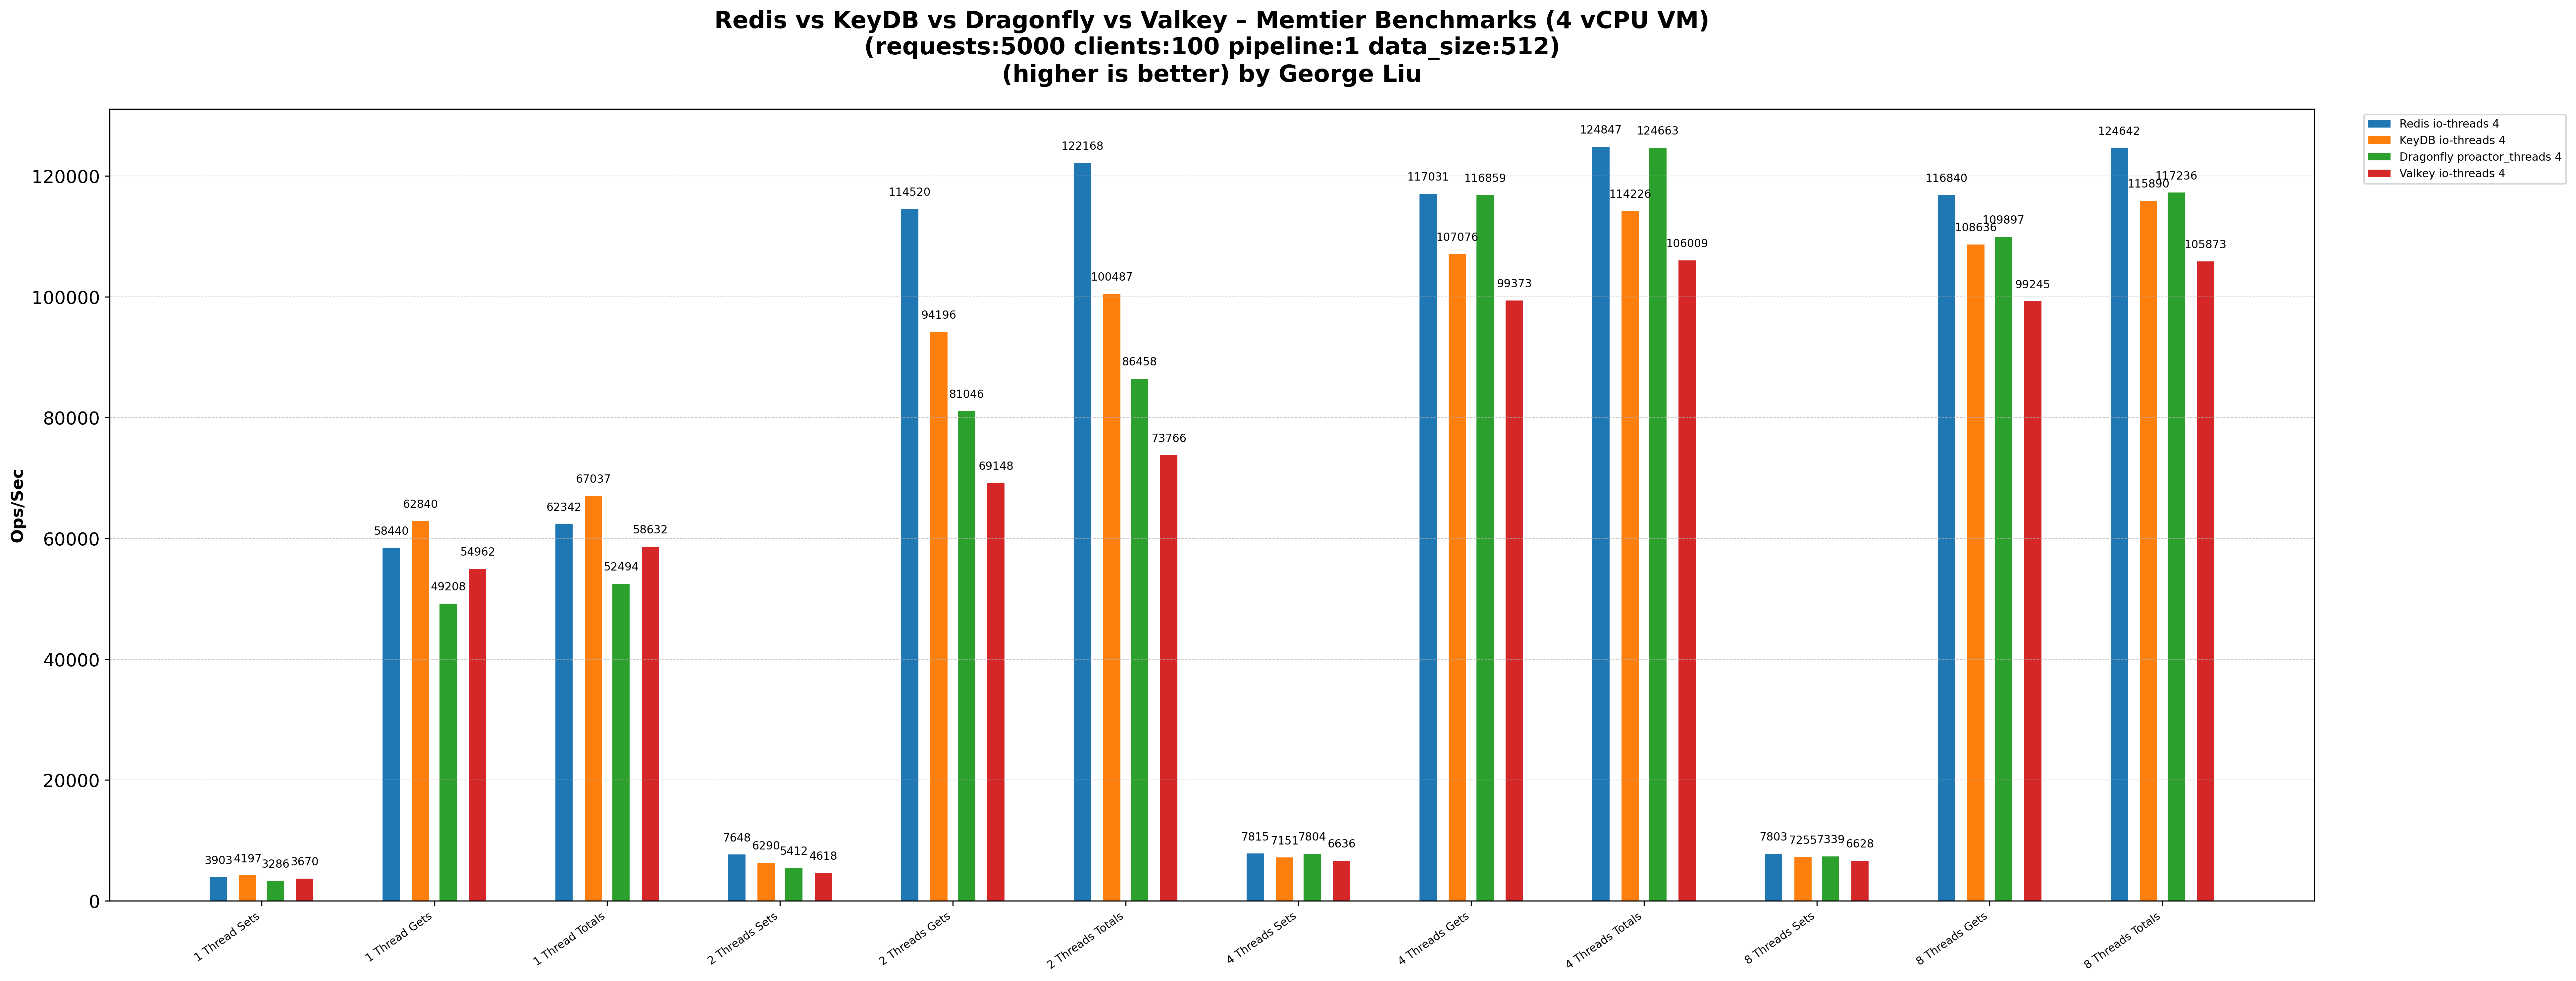 Redis vs KeyDB vs Dragonfly vs Valkey – Memtier Benchmarks (4 vCPU VM)
(requests:5000 clients:100 pipeline:1 data_size:512)
(higher is better) by George Liu
Redis io-threads 4
KeyDB io-threads 4
Dragonfly proactor_threads 4
Valkey io-threads 4
Ops/Sec
120000
100000
80000
60000
40000
20000
0
3903
4197
3286
3670
58440
62840
49208
54962
62342
67037
52494
58632
7648
6290
5412
4618
114520
94196
81046
69148
122168
100487
86458
73766
7815
7151
7804
6636
117031
107076
116859
99373
124847
114226
124663
106009
7803
7255
7339
6628
116840
108636
109897
99245
124642
115890
117236
105873
1 Thread Sets
1 Thread Gets
1 Thread Totals
2 Threads Sets
2 Threads Gets
2 Threads Totals
4 Threads Sets
4 Threads Gets
4 Threads Totals
8 Threads Sets
8 Threads Gets
8 Threads Totals